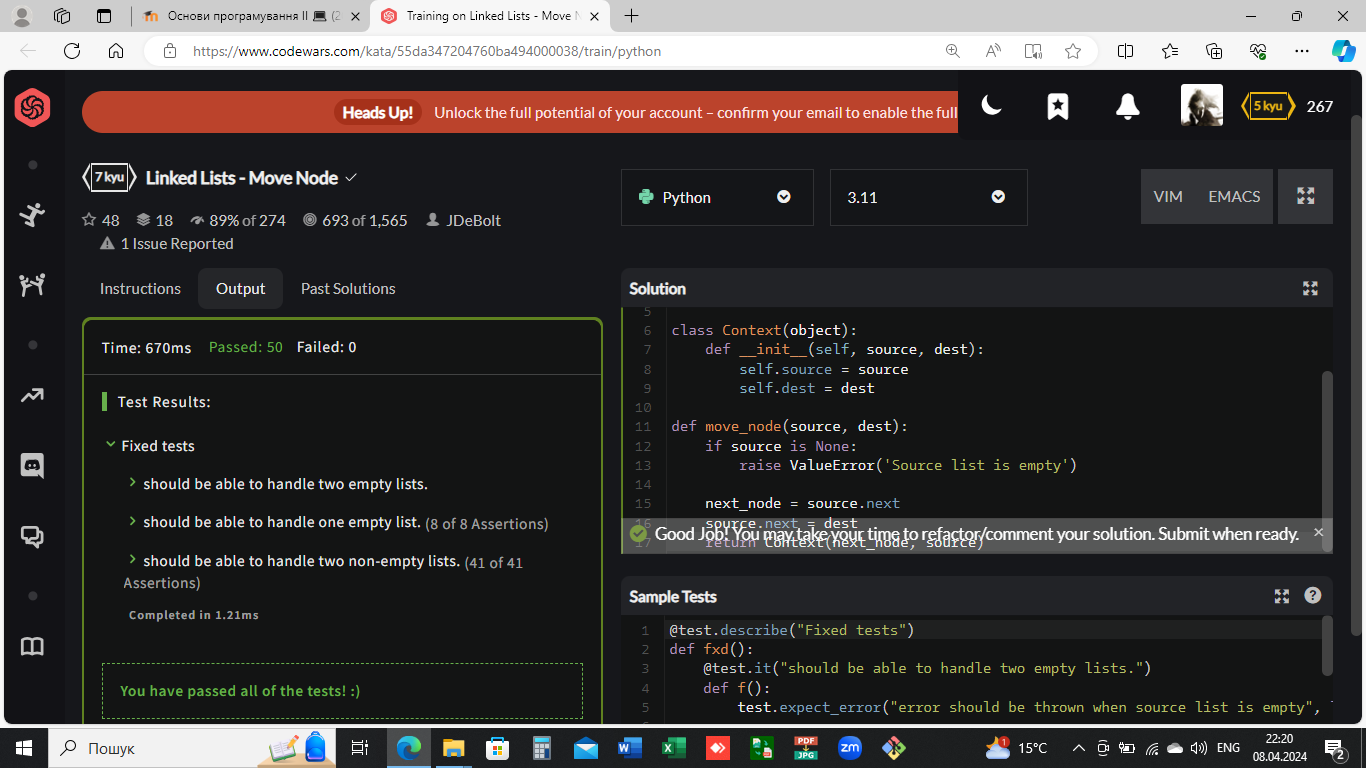 Основи програмування II 💻 (2
Training on Linked Lists - Move N
https://www.codewars.com/kata/55da347204760ba494000038/train/python
Heads Up! Unlock the full potential of your account – confirm your email to enable the full
5 kyu 267
7 kyu Linked Lists - Move Node
48 18 89% of 274 693 of 1,565 JDeBolt
1 Issue Reported
Python
3.11
VIM EMACS
Instructions Output Past Solutions
Time: 670ms Passed: 50 Failed: 0
Test Results:
Fixed tests
should be able to handle two empty lists.
should be able to handle one empty list. (8 of 8 Assertions)
should be able to handle two non-empty lists. (41 of 41
Assertions)
Completed in 1.21ms
You have passed all of the tests! :)
Solution
5
6 class Context(object):
7 def __init__(self, source, dest):
8 self.source = source
9 self.dest = dest
10
11 def move_node(source, dest):
12 if source is None:
13 raise ValueError('Source list is empty')
14
15 next_node = source.next
16 source.next = dest
17 return Context(next_node, source)
Good Job! You may take your time to refactor/comment your solution. Submit when ready.
Sample Tests
1 @test.describe("Fixed tests")
2 def fxd():
3 @test.it("should be able to handle two empty lists.")
4 def f():
5 test.expect_error("error should be thrown when source list is empty",
Пошук
PDF
JPG
zm
1
15°C
ENG
22:20
08.04.2024
2